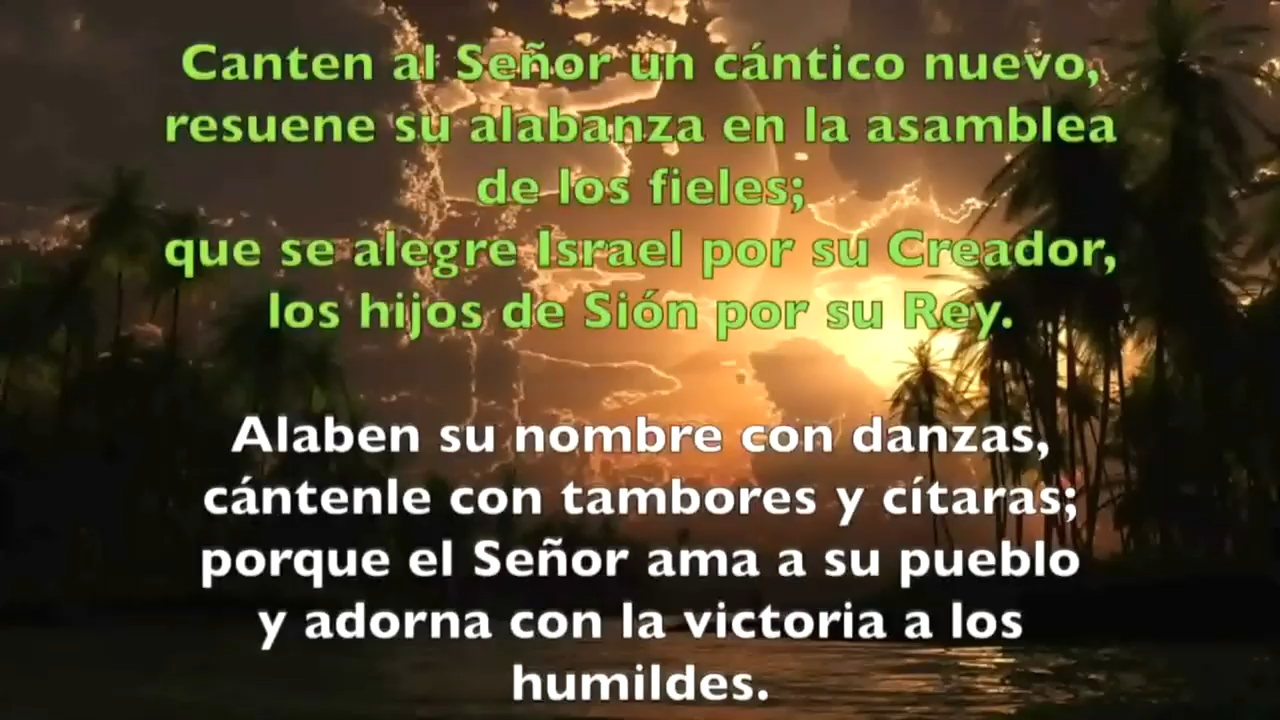 Canten al Señor un cántico nuevo,
resuene su alabanza en la asamblea
de los fieles;
que se alegre Israel por su Creador,
los hijos de Sión por su Rey.
Alaben su nombre con danzas,
cántenle con tambores y cítaras;
porque el Señor ama a su pueblo
y adorna con la victoria a los
humildes.